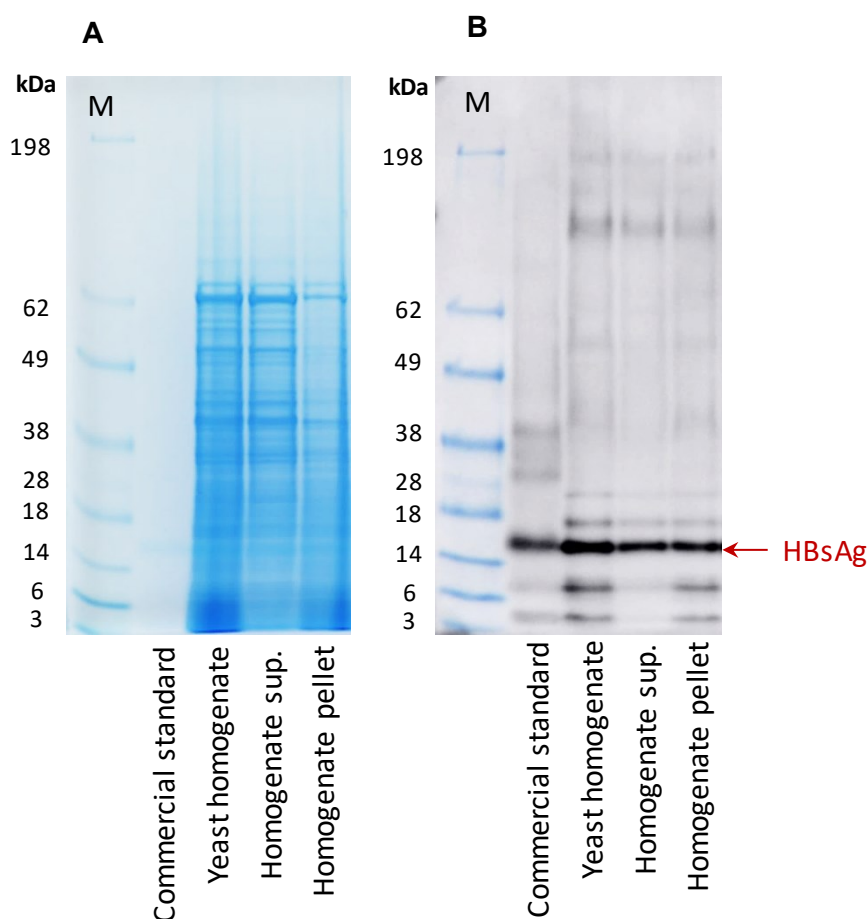 A
kDa
M
198
62
49
38
28
18
14
6
3
Commercial standard
Yeast homogenate
Homogenate sup.
Homogenate pellet
B
kDa
M
198
62
49
38
28
18
14
6
3
HBsAg
Commercial standard
Yeast homogenate
Homogenate sup.
Homogenate pellet